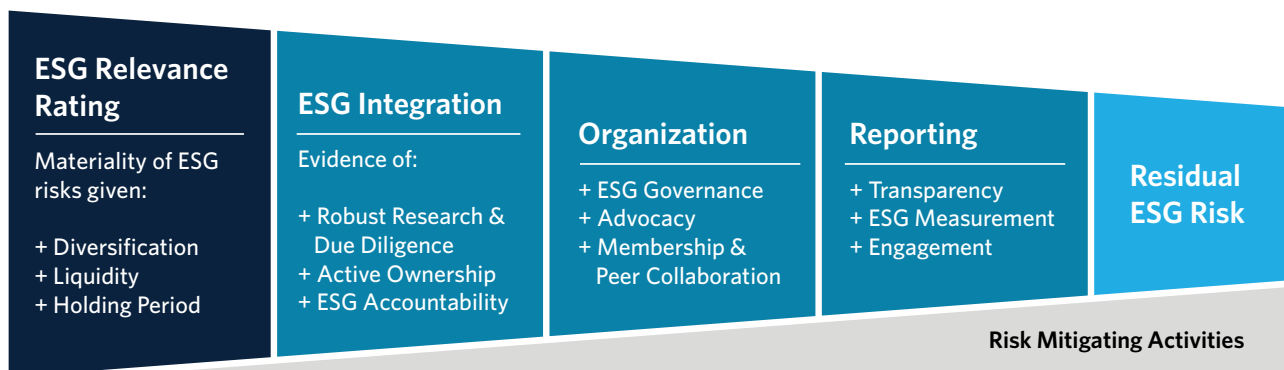 ESG Relevance
Rating
Materiality of ESG
risks given:
+ Diversification
+ Liquidity
+ Holding Period
ESG Integration
Evidence of:
+ Robust Research &
Due Diligence
+ Active Ownership
+ ESG Accountability
Organization
+ ESG Governance
+ Advocacy
+ Membership &
Peer Collaboration
Reporting
+ Transparency
+ ESG Measurement
+ Engagement
Residual
ESG Risk
Risk Mitigating Activities